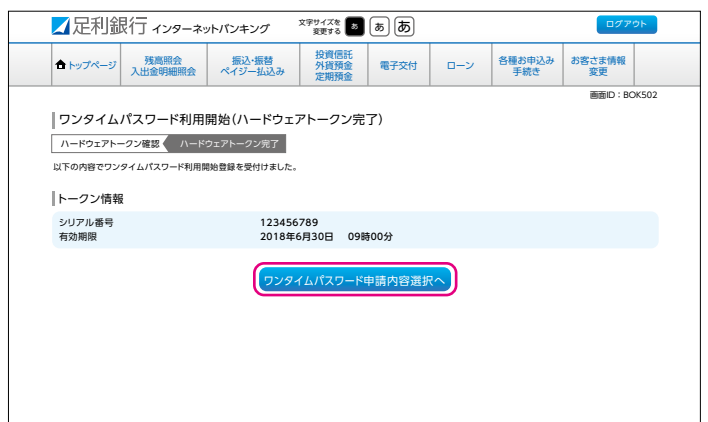 足利銀行 インターネットバンキング
文字サイズを
変更する
あ あ あ
ログアウト
トップページ
残高照会
入出金明細照会
振込・振替
ペイジー払込み
投資信託
外貨預金
定期預金
電子交付
ローン
各種お申込み
手続き
お客さま情報
変更
画面ID：BOK502
ワンタイムパスワード利用開始(ハードウェアトークン完了)
ハードウェアトークン確認 ハードウェアトークン完了
以下の内容でワンタイムパスワード利用開始登録を受付けました。
トークン情報
シリアル番号 123456789
有効期限 2018年6月30日 09時00分
ワンタイムパスワード申請内容選択へ